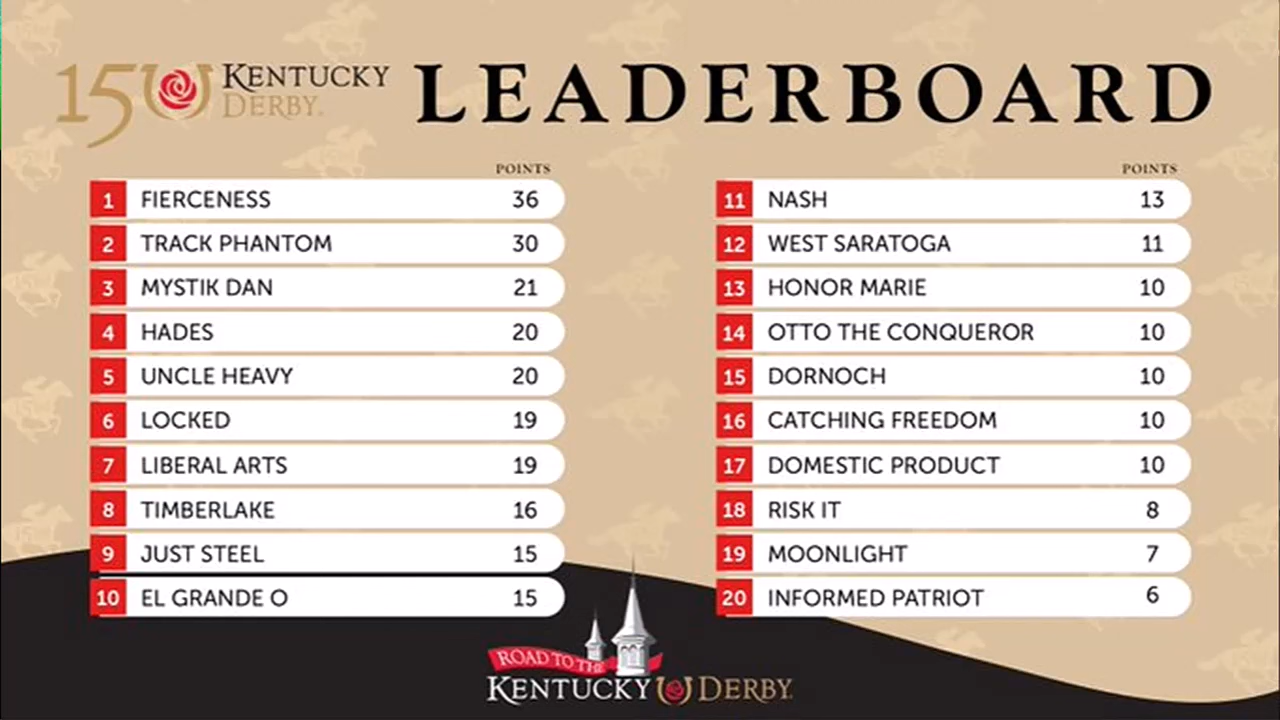 150 KENTUCKY DERBY LEADERBOARD
POINTS
1 FIERCENESS 36
2 TRACK PHANTOM 30
3 MYSTIK DAN 21
4 HADES 20
5 UNCLE HEAVY 20
6 LOCKED 19
7 LIBERAL ARTS 19
8 TIMBERLAKE 16
9 JUST STEEL 15
10 EL GRANDE O 15
POINTS
11 NASH 13
12 WEST SARATOGA 11
13 HONOR MARIE 10
14 OTTO THE CONQUEROR 10
15 DORNOCH 10
16 CATCHING FREEDOM 10
17 DOMESTIC PRODUCT 10
18 RISK IT 8
19 MOONLIGHT 7
20 INFORMED PATRIOT 6
ROAD TO THE
KENTUCKY DERBY